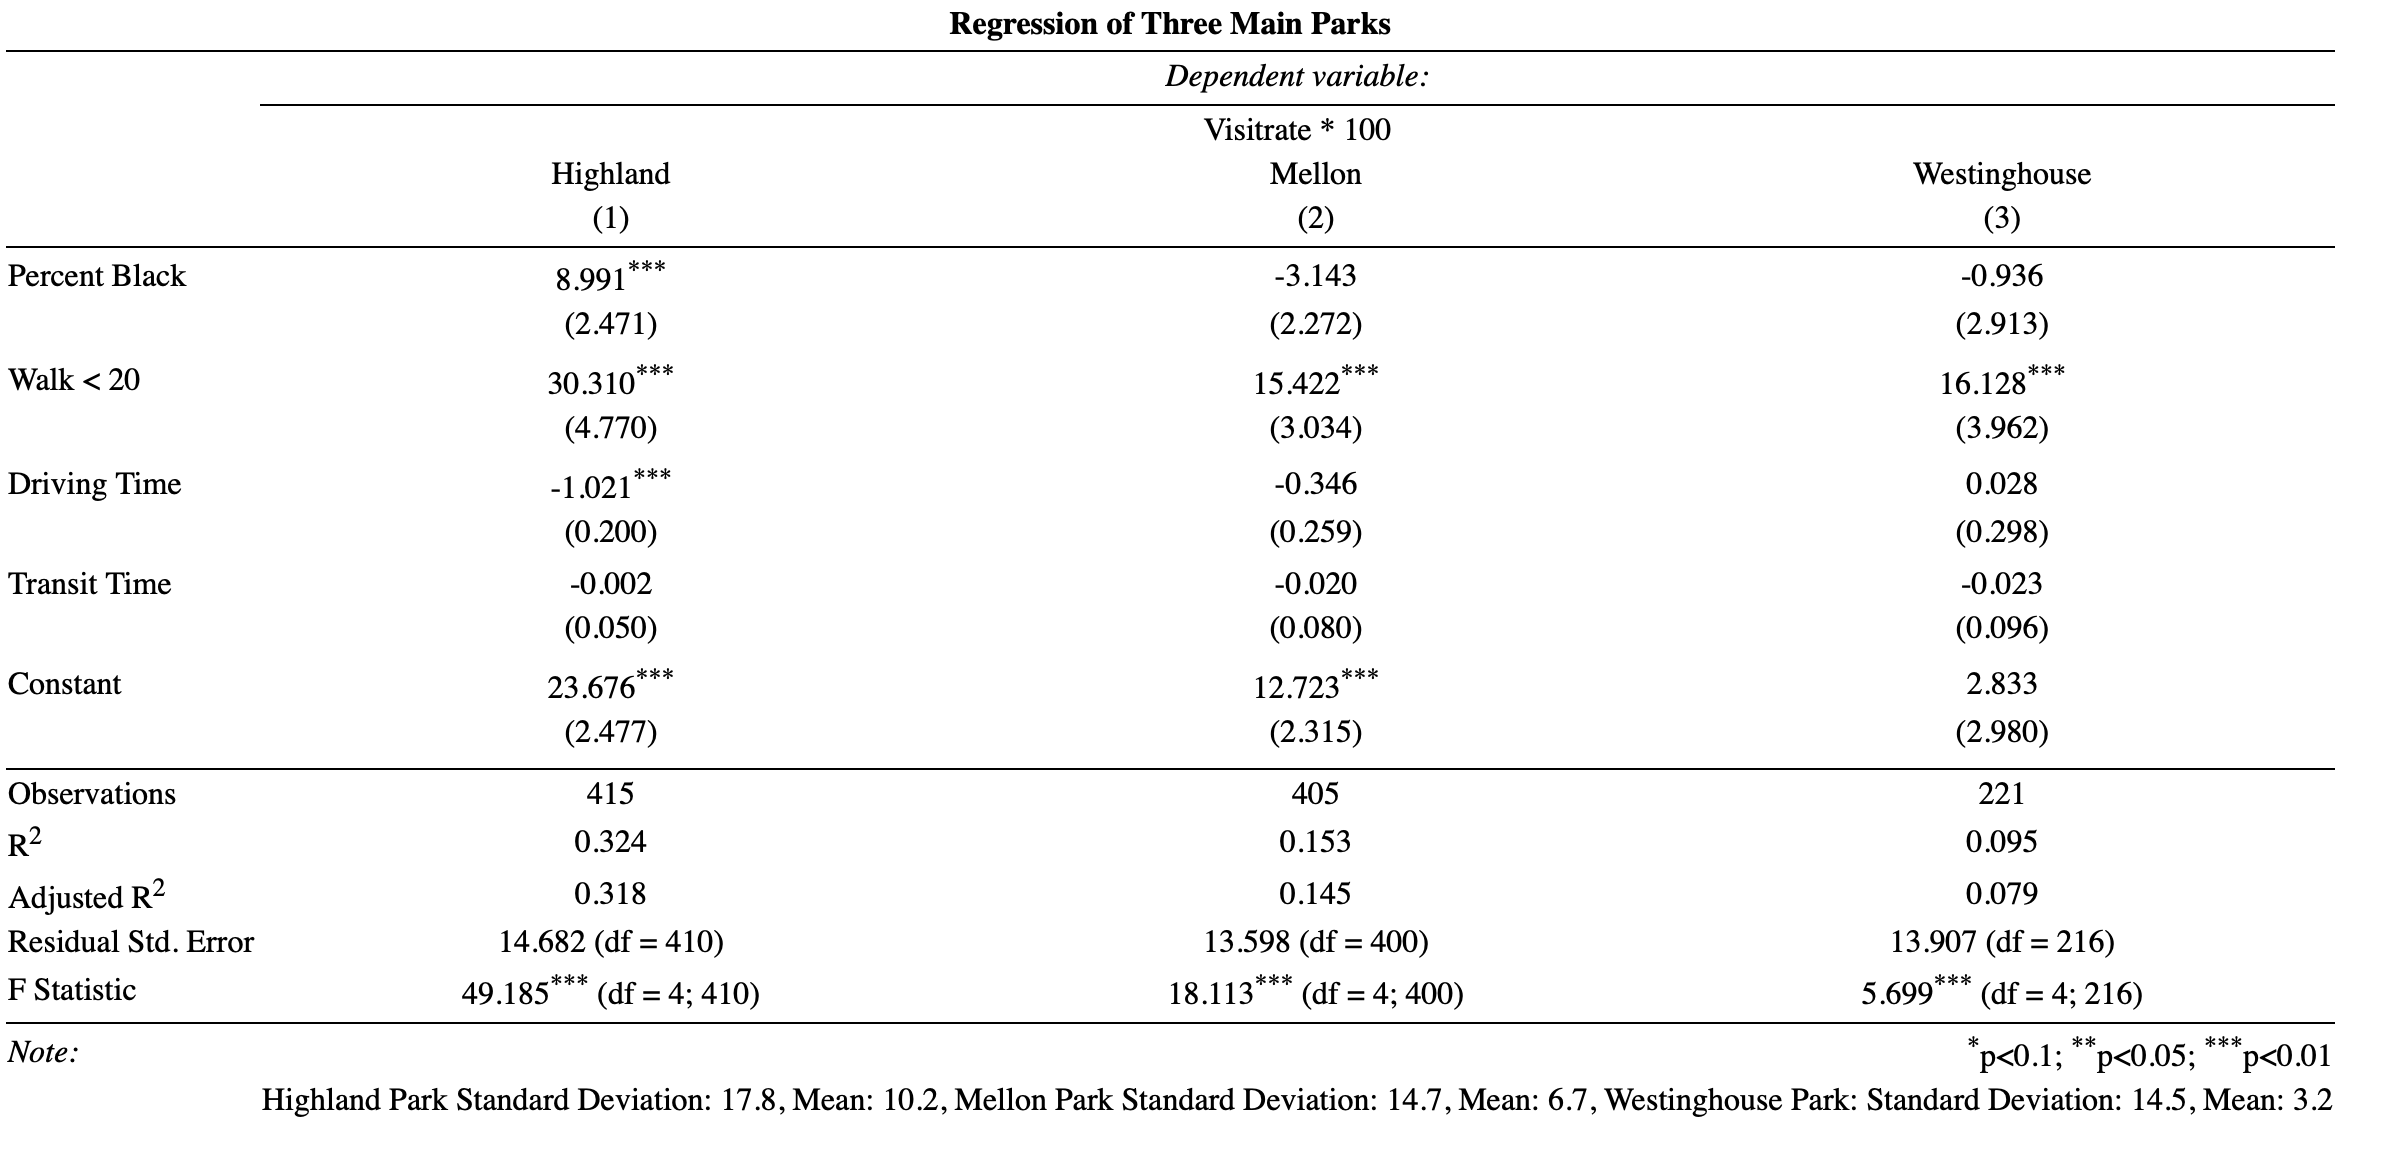 Regression of Three Main Parks
Dependent variable:
Visitrate * 100
Highland Mellon Westinghouse
(1) (2) (3)
Percent Black 8.991*** -3.143 -0.936
(2.471) (2.272) (2.913)
Walk < 20 30.310*** 15.422*** 16.128***
(4.770) (3.034) (3.962)
Driving Time -1.021*** -0.346 0.028
(0.200) (0.259) (0.298)
Transit Time -0.002 -0.020 -0.023
(0.050) (0.080) (0.096)
Constant 23.676*** 12.723*** 2.833
(2.477) (2.315) (2.980)
Observations 415 405 221
R2 0.324 0.153 0.095
Adjusted R2 0.318 0.145 0.079
Residual Std. Error 14.682 (df = 410) 13.598 (df = 400) 13.907 (df = 216)
F Statistic 49.185*** (df = 4; 410) 18.113*** (df = 4; 400) 5.699*** (df = 4; 216)
Note: *p<0.1; **p<0.05; ***p<0.01
Highland Park Standard Deviation: 17.8, Mean: 10.2, Mellon Park Standard Deviation: 14.7, Mean: 6.7, Westinghouse Park: Standard Deviation: 14.5, Mean: 3.2